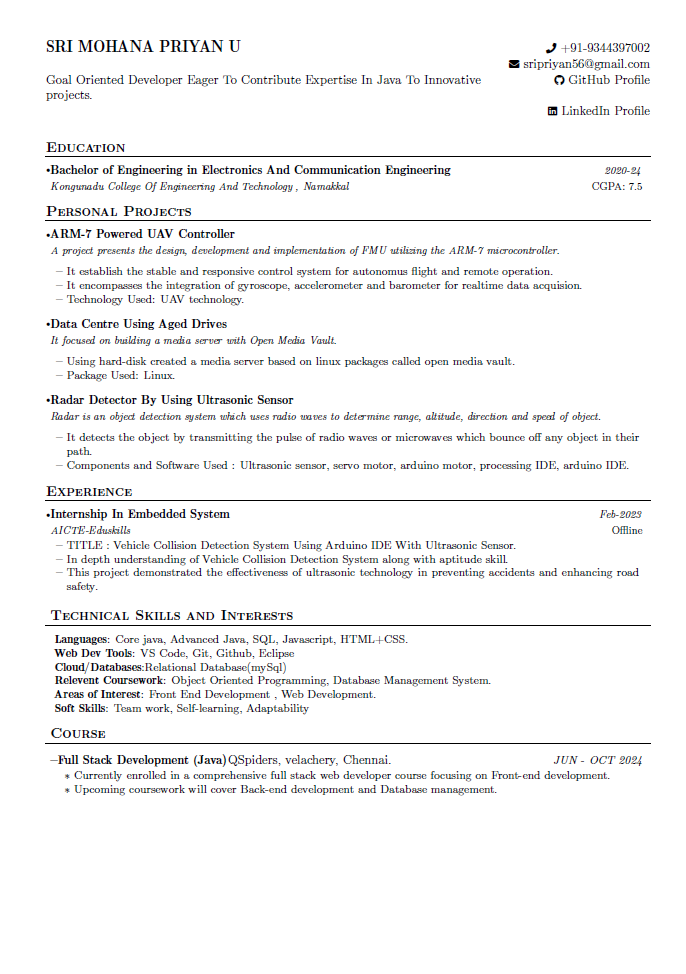 SRI MOHANA PRIYAN U
+91-9344397002
sripriyan56@gmail.com
Goal Oriented Developer Eager To Contribute Expertise In Java To Innovative
projects.
GitHub Profile
LinkedIn Profile
Education
•Bachelor of Engineering in Electronics And Communication Engineering 2020-24
Kongunadu College Of Engineering And Technology , Namakkal CGPA: 7.5
Personal Projects
•ARM-7 Powered UAV Controller
A project presents the design, development and implementation of FMU utilizing the ARM-7 microcontroller.
– It establish the stable and responsive control system for autonomus flight and remote operation.
– It encompasses the integration of gyroscope, accelerometer and barometer for realtime data acquision.
– Technology Used: UAV technology.
•Data Centre Using Aged Drives
It focused on building a media server with Open Media Vault.
– Using hard-disk created a media server based on linux packages called open media vault.
– Package Used: Linux.
•Radar Detector By Using Ultrasonic Sensor
Radar is an object detection system which uses radio waves to determine range, altitude, direction and speed of object.
– It detects the object by transmitting the pulse of radio waves or microwaves which bounce off any object in their
path.
– Components and Software Used : Ultrasonic sensor, servo motor, arduino motor, processing IDE, arduino IDE.
Experience
•Internship In Embedded System Feb-2023
AICTE-Eduskills Offline
– TITLE : Vehicle Collision Detection System Using Arduino IDE With Ultrasonic Sensor.
– In depth understanding of Vehicle Collision Detection System along with aptitude skill.
– This project demonstrated the effectiveness of ultrasonic technology in preventing accidents and enhancing road
safety.
Technical Skills and Interests
Languages: Core java, Advanced Java, SQL, Javascript, HTML+CSS.
Web Dev Tools: VS Code, Git, Github, Eclipse
Cloud/Databases:Relational Database(mySql)
Relevent Coursework: Object Oriented Programming, Database Management System.
Areas of Interest: Front End Development , Web Development.
Soft Skills: Team work, Self-learning, Adaptability
Course
–Full Stack Development (Java)QSpiders, velachery, Chennai. JUN - OCT 2024
∗ Currently enrolled in a comprehensive full stack web developer course focusing on Front-end development.
∗ Upcoming coursework will cover Back-end development and Database management.